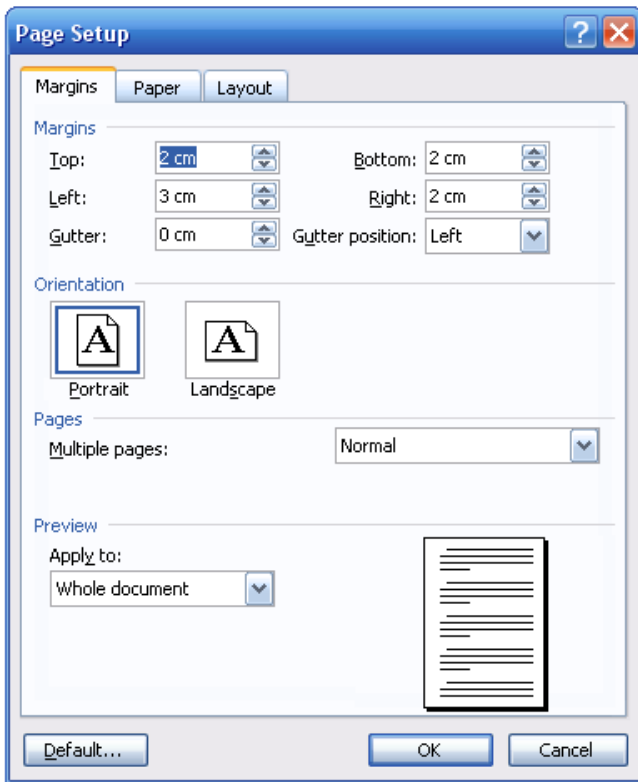 Page Setup
Margins Paper Layout
Margins
Top: 2 cm Bottom: 2 cm
Left: 3 cm Right: 2 cm
Gutter: 0 cm Gutter position: Left
Orientation
A A
Portrait Landscape
Pages
Multiple pages: Normal
Preview
Apply to:
Whole document
Default... OK Cancel